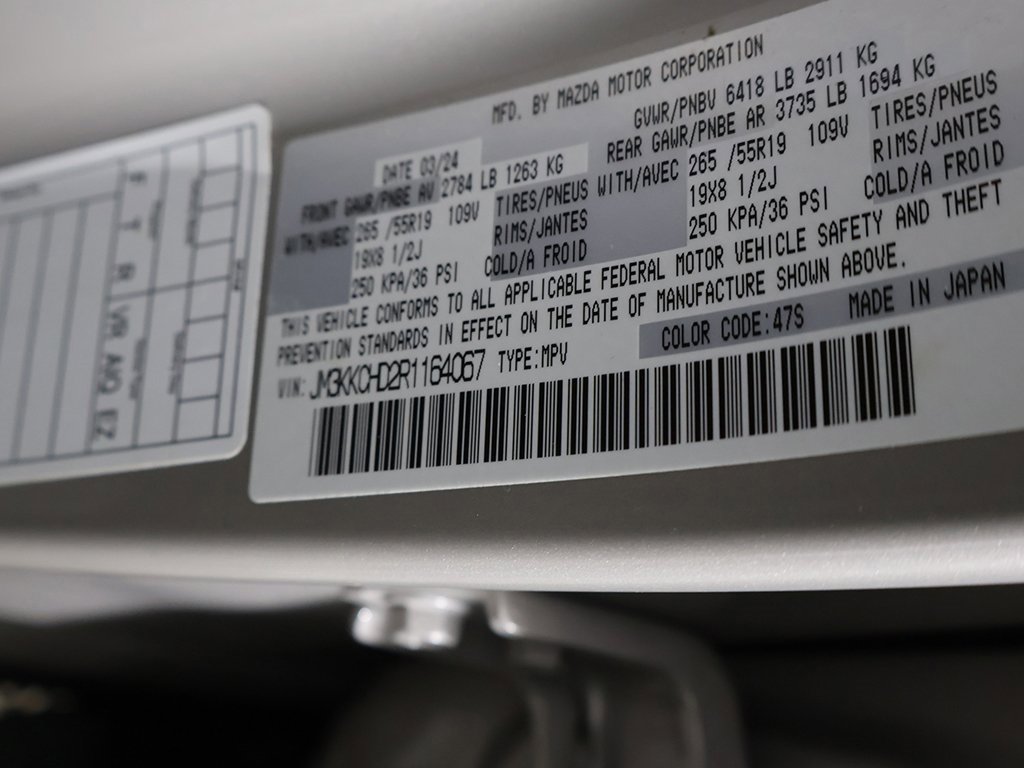 MFD. BY MAZDA MOTOR CORPORATION
DATE 03/24 GVWR/PNBV 6418 LB 2911 KG
FRONT GAWR/PNBE AV 2784 LB 1263 KG REAR GAWR/PNBE AR 3735 LB 1694 KG
WITH/AVEC 265 /55R19 109V TIRES/PNEUS WITH/AVEC 265 /55R19 109V TIRES/PNEUS
19X8 1/2J RIMS/JANTES 19X8 1/2J RIMS/JANTES
250 KPA/36 PSI COLD/A FROID 250 KPA/36 PSI COLD/A FROID
THIS VEHICLE CONFORMS TO ALL APPLICABLE FEDERAL MOTOR VEHICLE SAFETY AND THEFT
PREVENTION STANDARDS IN EFFECT ON THE DATE OF MANUFACTURE SHOWN ABOVE.
COLOR CODE:47S MADE IN JAPAN
VIN: JM3KKCHD2R1164067 TYPE:MPV